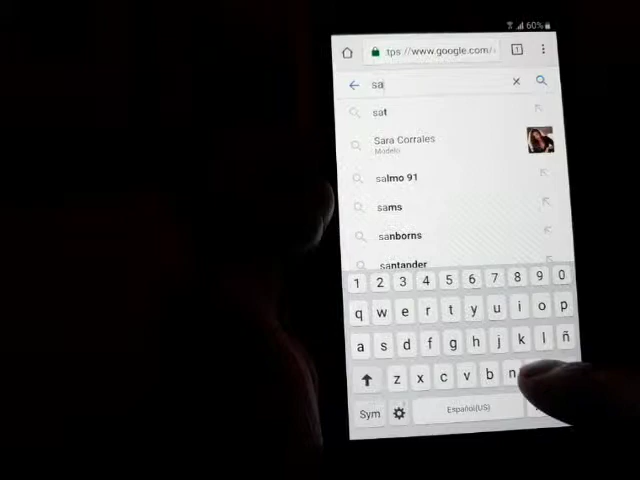 60%
tps://www.google.com/
1
sa
sat
Sara Corrales
Modelo
salmo 91
sams
sanborns
santander
1 2 3 4 5 6 7 8 9 0
q w e r t y u i o p
a s d f g h j k l ñ
z x c v b n
Sym
Español(US)